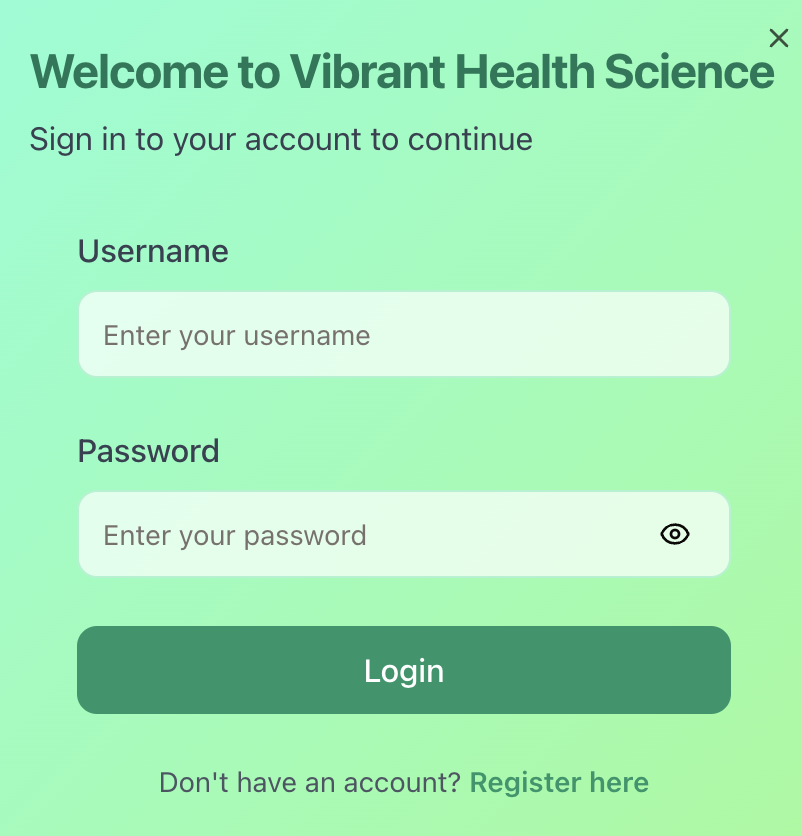 Welcome to Vibrant Health Science
Sign in to your account to continue
Username
Enter your username
Password
Enter your password
Login
Don't have an account? Register here